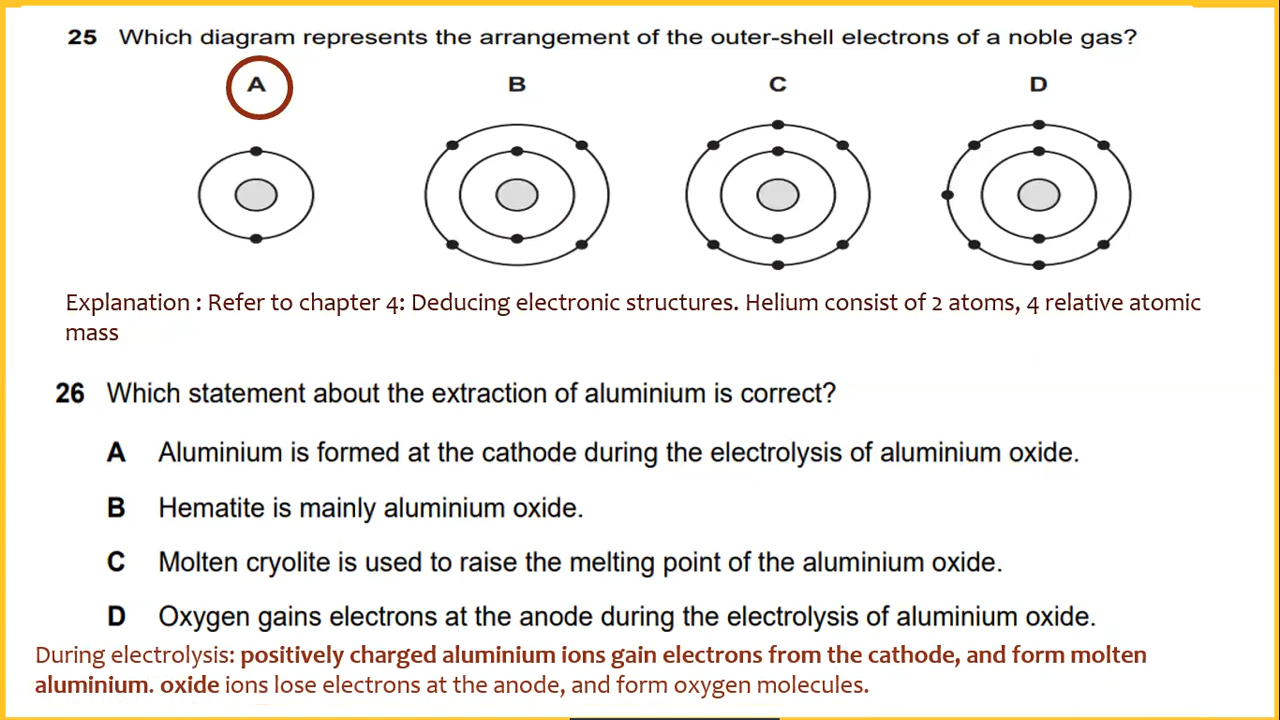 25 Which diagram represents the arrangement of the outer-shell electrons of a noble gas?
A B C D
Explanation : Refer to chapter 4: Deducing electronic structures. Helium consist of 2 atoms, 4 relative atomic
mass
26 Which statement about the extraction of aluminium is correct?
A Aluminium is formed at the cathode during the electrolysis of aluminium oxide.
B Hematite is mainly aluminium oxide.
C Molten cryolite is used to raise the melting point of the aluminium oxide.
D Oxygen gains electrons at the anode during the electrolysis of aluminium oxide.
During electrolysis: positively charged aluminium ions gain electrons from the cathode, and form molten
aluminium. oxide ions lose electrons at the anode, and form oxygen molecules.